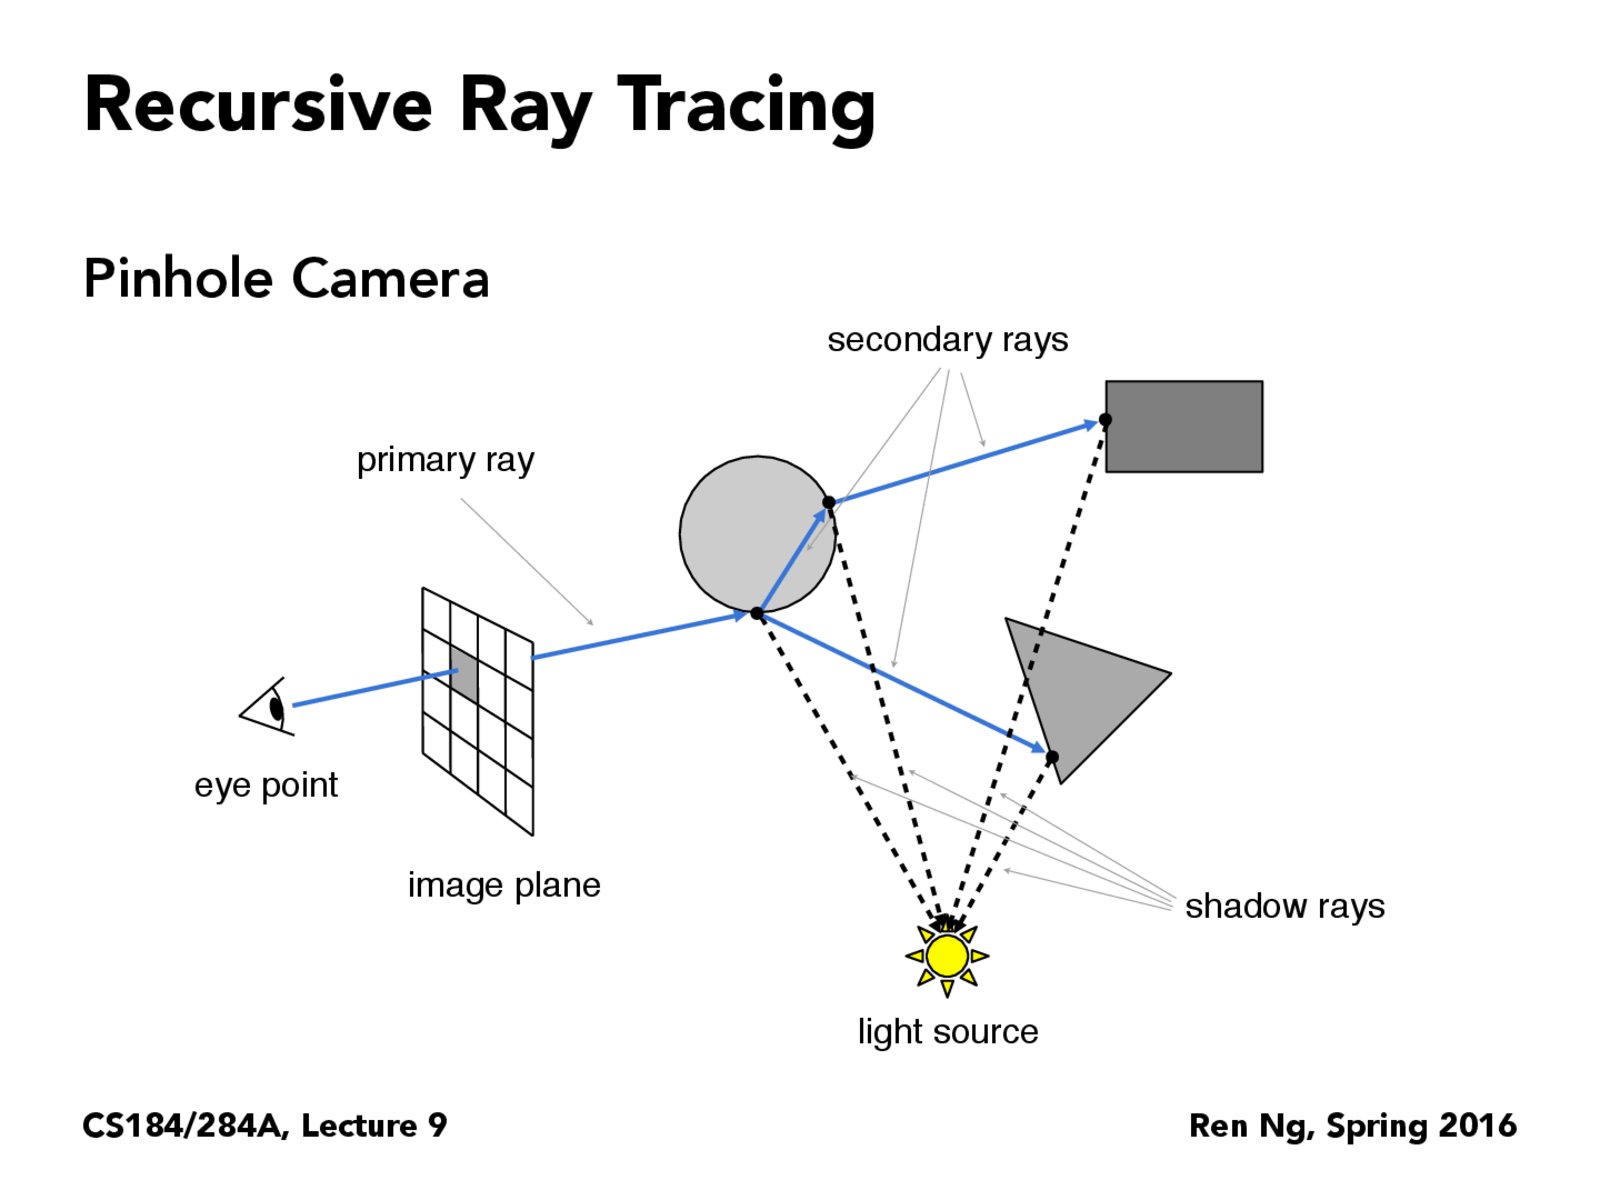 Recursive Ray Tracing
Pinhole Camera
secondary rays
primary ray
eye point
image plane
shadow rays
light source
CS184/284A, Lecture 9
Ren Ng, Spring 2016